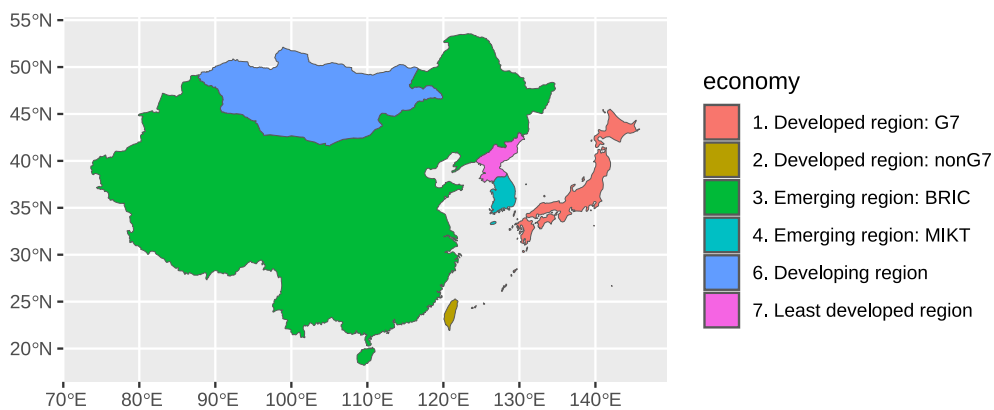 55°N
50°N
45°N
40°N
35°N
30°N
25°N
20°N
70°E 80°E 90°E 100°E 110°E 120°E 130°E 140°E
economy
1. Developed region: G7
2. Developed region: nonG7
3. Emerging region: BRIC
4. Emerging region: MIKT
6. Developing region
7. Least developed region